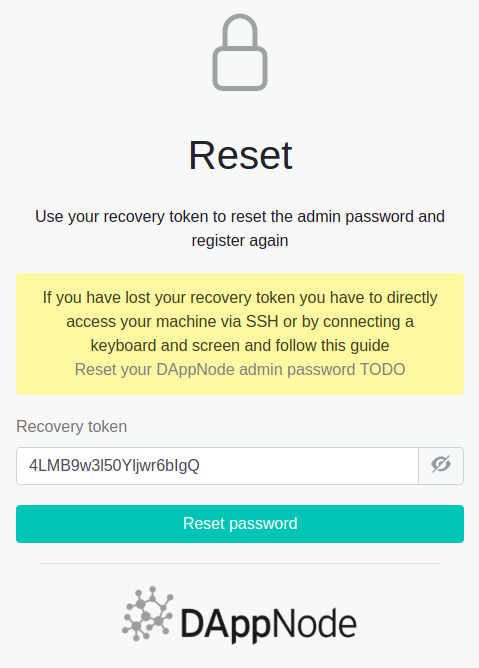 Reset
Use your recovery token to reset the admin password and
register again
If you have lost your recovery token you have to directly
access your machine via SSH or by connecting a
keyboard and screen and follow this guide
Reset your DAppNode admin password TODO
Recovery token
4LMB9w3l50Yljwr6bIgQ
Reset password
DAppNode